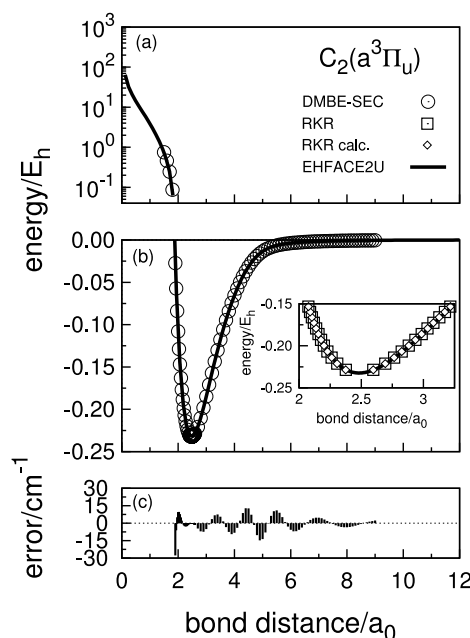 (a)
C₂(a³Πᵤ)
DMBE-SEC
RKR
RKR calc.
EHFACE2U
10³
10²
10¹
10⁰
10⁻¹
energy/Eₕ
(b)
0.00
-0.05
-0.10
-0.15
-0.20
-0.25
energy/Eₕ
-0.15
-0.20
-0.25
2 2.5 3
bond distance/a₀
(c)
30
15
0
-15
-30
error/cm⁻¹
0 2 4 6 8 10 12
bond distance/a₀